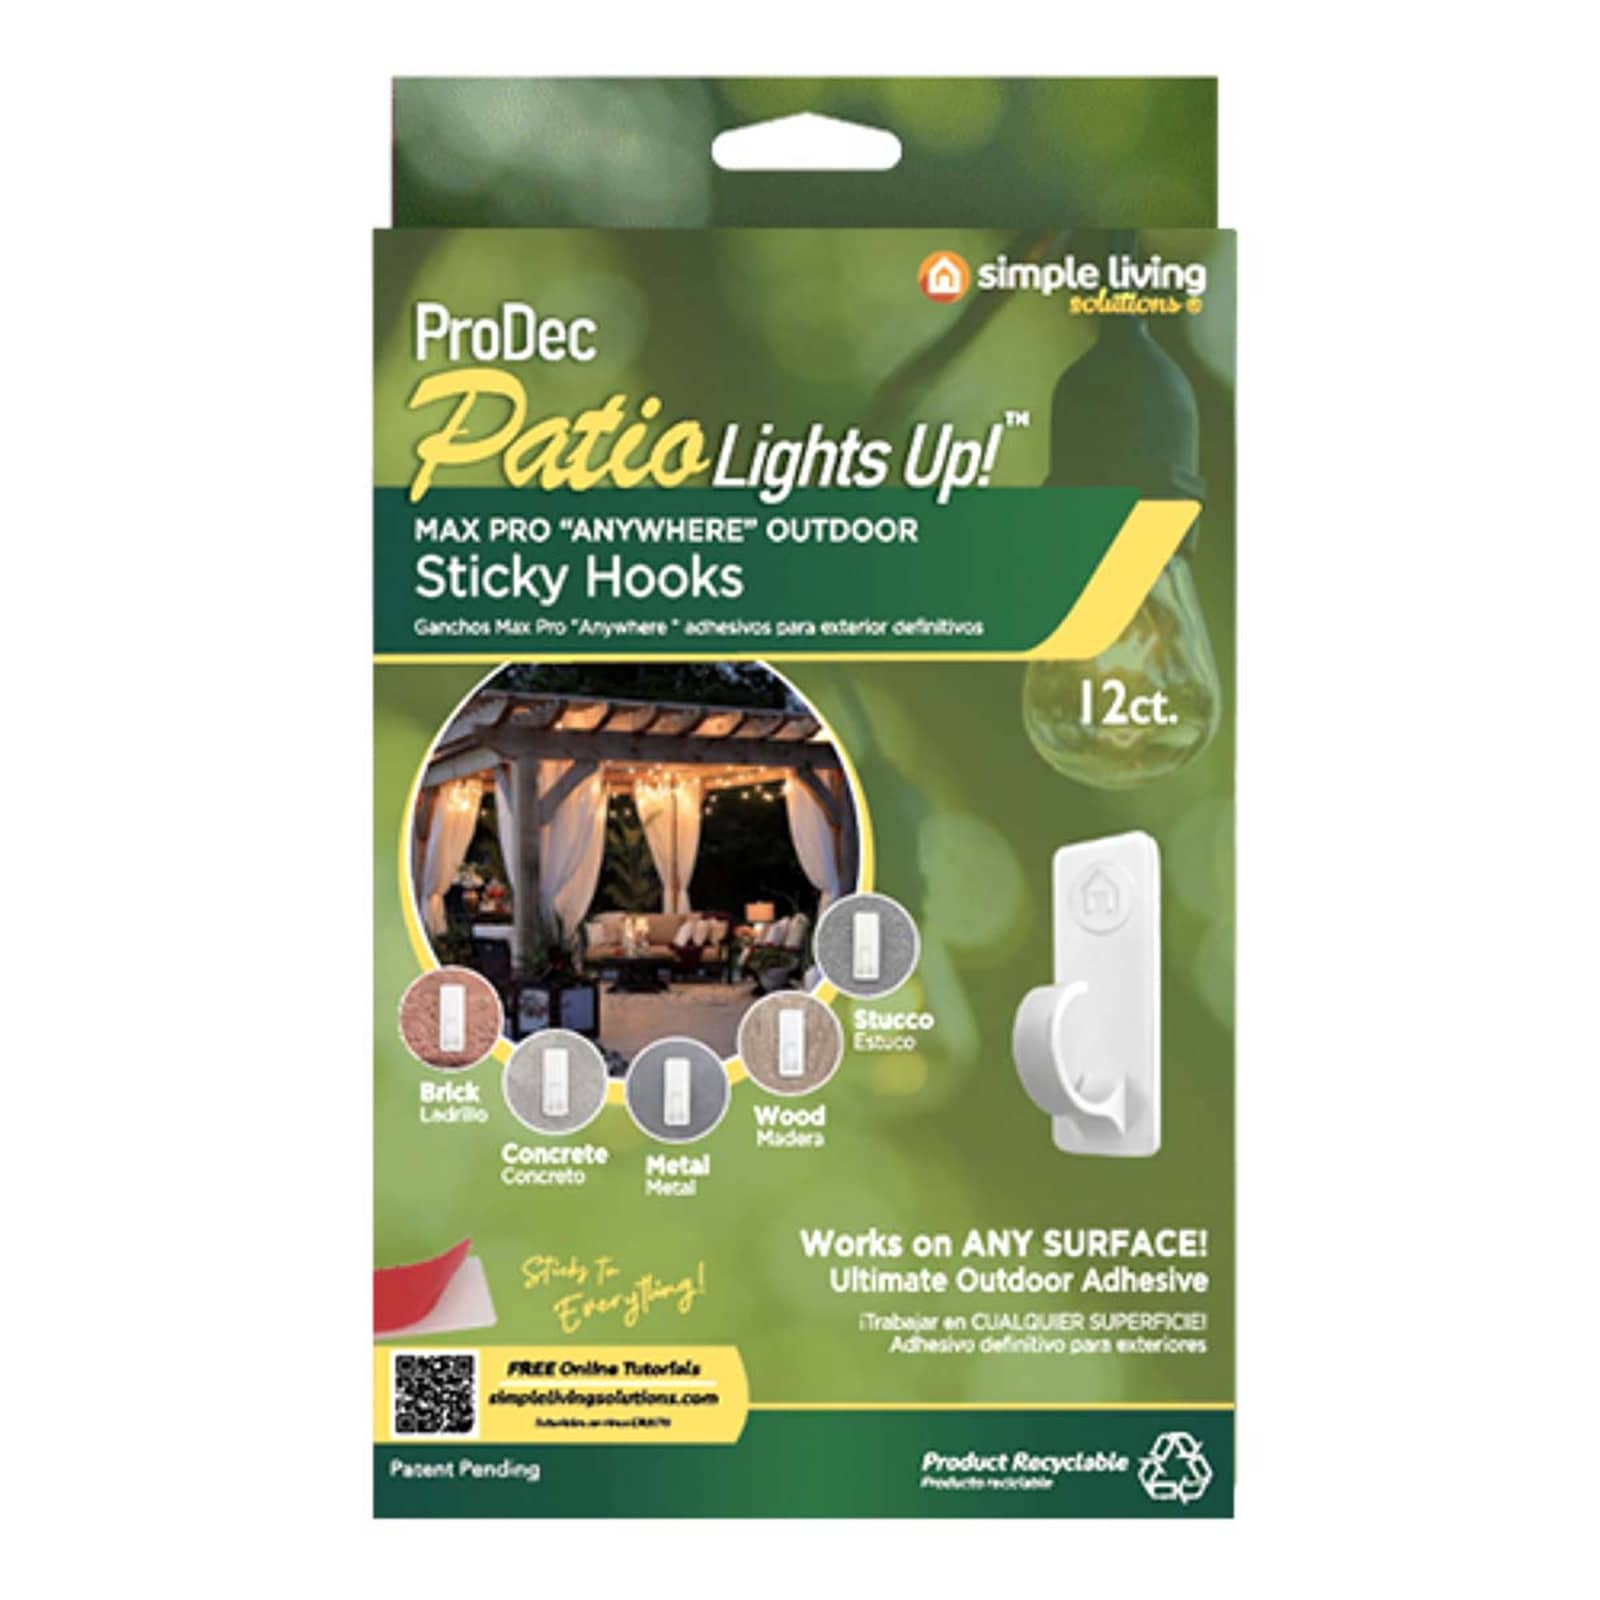 simple living
solutions
ProDec
Patio Lights Up!™
MAX PRO "ANYWHERE" OUTDOOR
Sticky Hooks
Ganchos Max Pro "Anywhere " adhesivos para exterior definitivos
12ct.
Stucco
Estuco
Brick
Ladrillo
Wood
Madera
Concrete
Concreto
Metal
Metal
Works on ANY SURFACE!
Ultimate Outdoor Adhesive
¡Trabajar en CUALQUIER SUPERFICIE!
Adhesivo definitivo para exteriores
Sticks to
Everything!
FREE Online Tutorials
simplelivingsolutions.com
Patent Pending
Product Recyclable
Producto reciclable